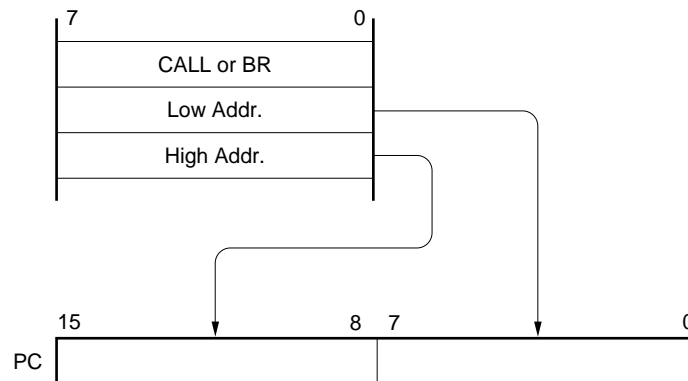 7 0
CALL or BR
Low Addr.
High Addr.
15 8 7 0
PC